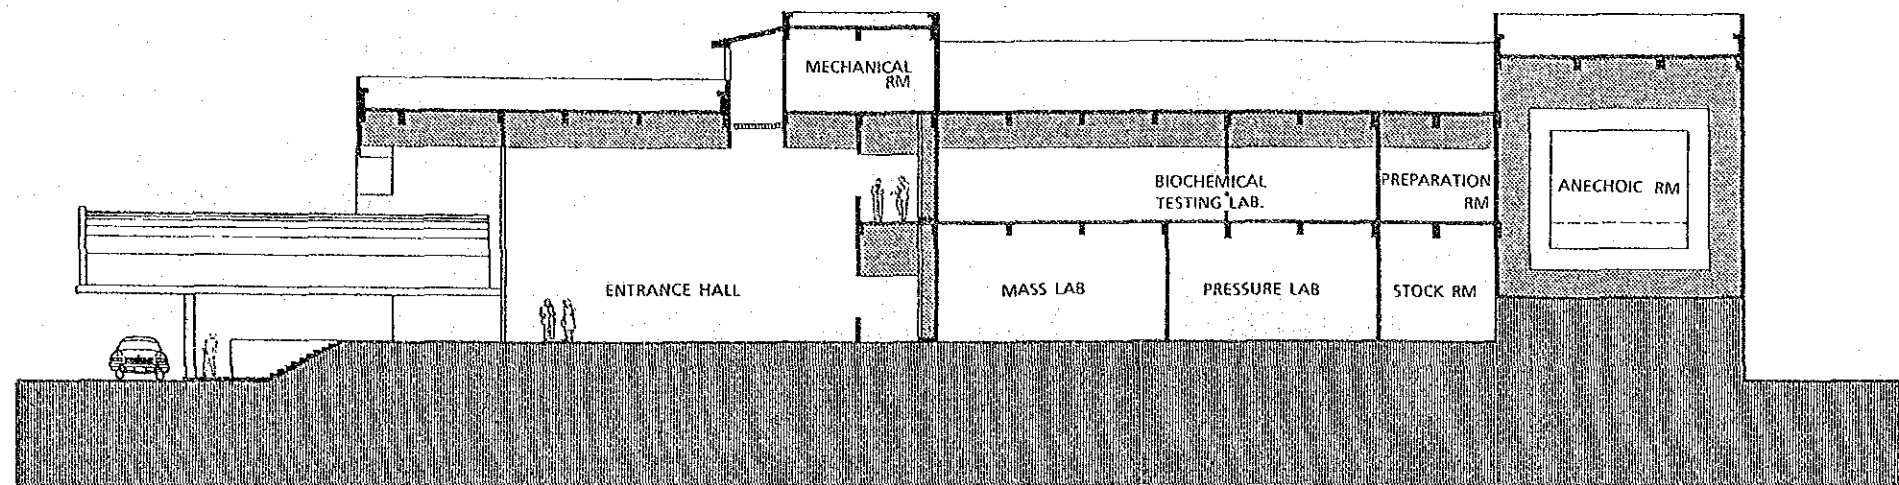 MECHANICAL
RM
BIOCHEMICAL
TESTING LAB.
PREPARATION
RM
ANECHOIC RM
ENTRANCE HALL
MASS LAB
PRESSURE LAB
STOCK RM